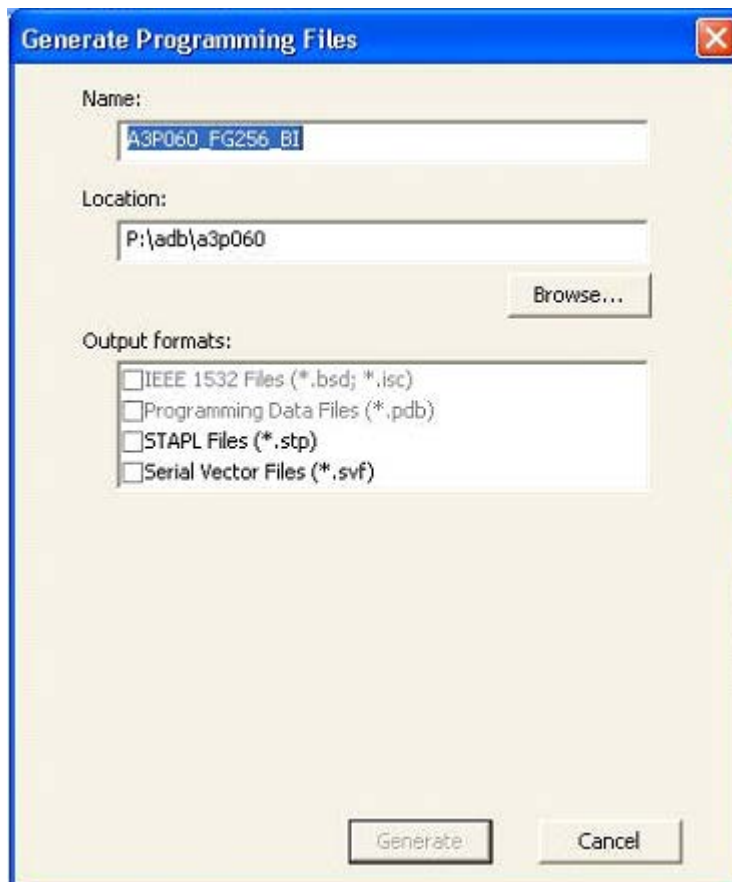 Generate Programming Files
Name:
A3P060_FG256_BI
Location:
P:\adb\a3p060
Browse...
Output formats:
IEEE 1532 Files (*.bsd; *.isc)
Programming Data Files (*.pdb)
STAPL Files (*.stp)
Serial Vector Files (*.svf)
Generate Cancel